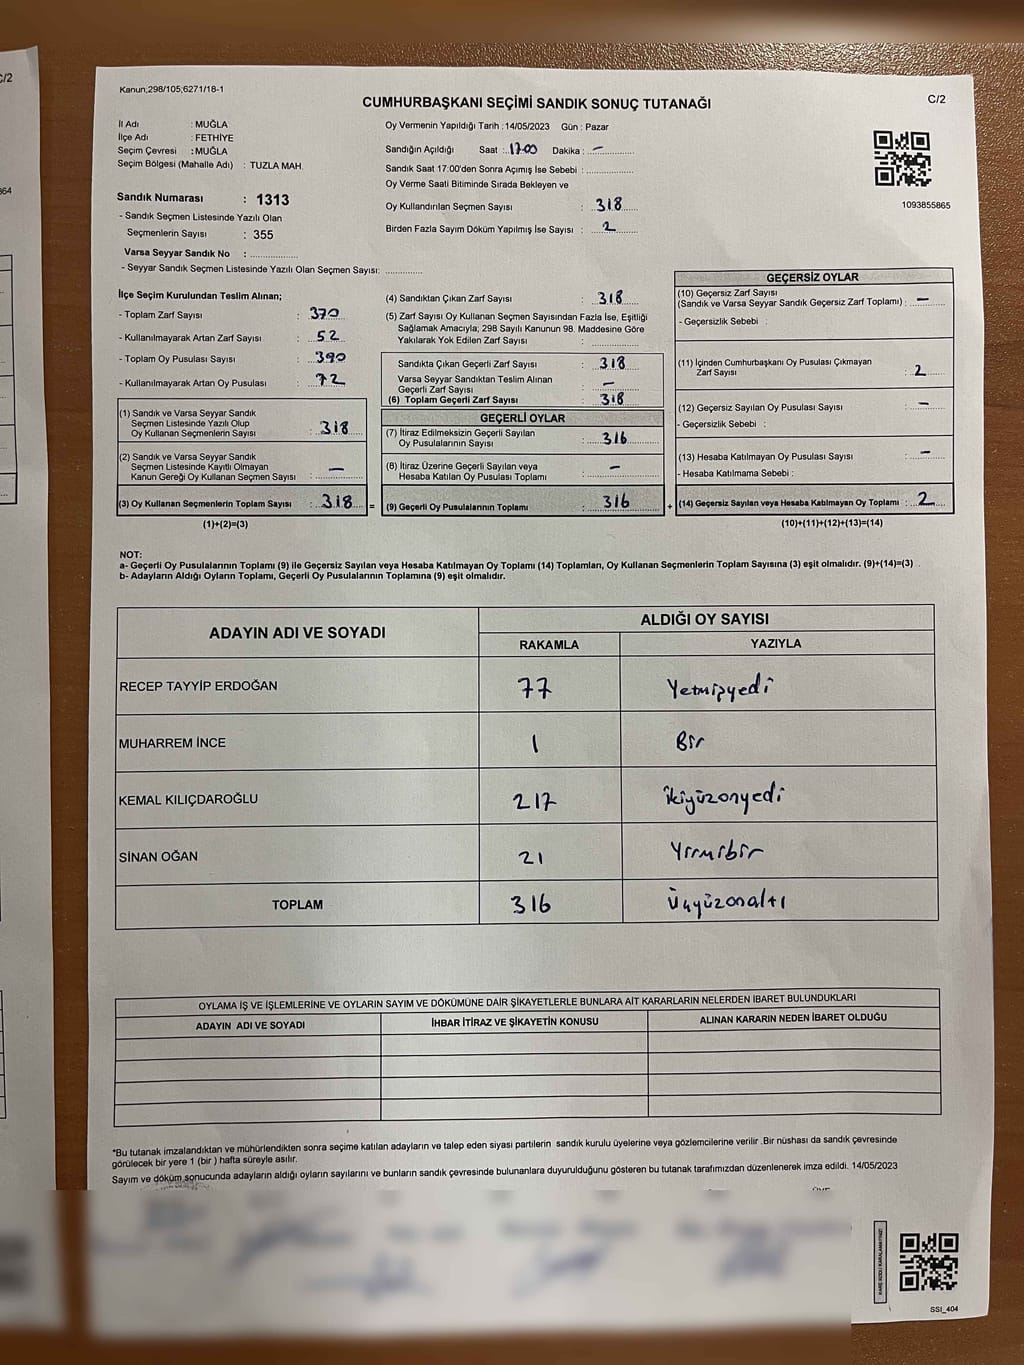 C/2
Kanun;298/105;6271/18-1
CUMHURBAŞKANI SEÇİMİ SANDIK SONUÇ TUTANAĞI
C/2
İl Adı : MUĞLA
İlçe Adı : FETHİYE
Seçim Çevresi : MUĞLA
Seçim Bölgesi (Mahalle Adı) : TUZLA MAH.
Sandık Numarası : 1313
- Sandık Seçmen Listesinde Yazılı Olan
Seçmenlerin Sayısı : 355
Varsa Seyyar Sandık No :
- Seyyar Sandık Seçmen Listesinde Yazılı Olan Seçmen Sayısı:
Oy Vermenin Yapıldığı Tarih : 14/05/2023 Gün : Pazar
Sandığın Açıldığı Saat : 17:00 Dakika : —
Sandık Saat 17:00'den Sonra Açımış İse Sebebi :
Oy Verme Saati Bitiminde Sırada Bekleyen ve
Oy Kullandırılan Seçmen Sayısı : 318
Birden Fazla Sayım Döküm Yapılmış İse Sayısı : 2
1093855865
864
İlçe Seçim Kurulundan Teslim Alınan;
- Toplam Zarf Sayısı : 370
- Kullanılmayarak Artan Zarf Sayısı : 52
- Toplam Oy Pusulası Sayısı : 390
- Kullanılmayarak Artan Oy Pusulası : 72
(1) Sandık ve Varsa Seyyar Sandık
Seçmen Listesinde Yazılı Olup
Oy Kullanan Seçmenlerin Sayısı : 318
(2) Sandık ve Varsa Seyyar Sandık
Seçmen Listesinde Kayıtlı Olmayan
Kanun Gereği Oy Kullanan Seçmen Sayısı : —
(3) Oy Kullanan Seçmenlerin Toplam Sayısı : 318 =
(1)+(2)=(3)
(4) Sandıktan Çıkan Zarf Sayısı : 318
(5) Zarf Sayısı Oy Kullanan Seçmen Sayısından Fazla İse, Eşitliği
Sağlamak Amacıyla; 298 Sayılı Kanunun 98. Maddesine Göre
Yakılarak Yok Edilen Zarf Sayısı :
Sandıkta Çıkan Geçerli Zarf Sayısı : 318
Varsa Seyyar Sandıktan Teslim Alınan
Geçerli Zarf Sayısı : —
(6) Toplam Geçerli Zarf Sayısı : 318
GEÇERLİ OYLAR
(7) İtiraz Edilmeksizin Geçerli Sayılan
Oy Pusulalarının Sayısı : 316
(8) İtiraz Üzerine Geçerli Sayılan veya
Hesaba Katılan Oy Pusulası Toplamı : —
(9) Geçerli Oy Pusulalarının Toplamı : 316 +
GEÇERSİZ OYLAR
(10) Geçersiz Zarf Sayısı
(Sandık ve Varsa Seyyar Sandık Geçersiz Zarf Toplamı) : —
- Geçersizlik Sebebi :
(11) İçinden Cumhurbaşkanı Oy Pusulası Çıkmayan
Zarf Sayısı : 2
(12) Geçersiz Sayılan Oy Pusulası Sayısı : —
- Geçersizlik Sebebi :
(13) Hesaba Katılmayan Oy Pusulası Sayısı : —
- Hesaba Katılmama Sebebi :
(14) Geçersiz Sayılan veya Hesaba Katılmayan Oy Toplamı : 2
(10)+(11)+(12)+(13)=(14)
NOT:
a- Geçerli Oy Pusulalarının Toplamı (9) ile Geçersiz Sayılan veya Hesaba Katılmayan Oy Toplamı (14) Toplamları, Oy Kullanan Seçmenlerin Toplam Sayısına (3) eşit olmalıdır. (9)+(14)=(3) .
b- Adayların Aldığı Oyların Toplamı, Geçerli Oy Pusulalarının Toplamına (9) eşit olmalıdır.
ADAYIN ADI VE SOYADI ALDIĞI OY SAYISI
RAKAMLA YAZIYLA
RECEP TAYYİP ERDOĞAN 77 Yetmişyedi
MUHARREM İNCE 1 Bir
KEMAL KILIÇDAROĞLU 217 ikiyüzonyedi
SİNAN OĞAN 21 Yirmibir
TOPLAM 316 Üçyüzonaltı
OYLAMA İŞ VE İŞLEMLERİNE VE OYLARIN SAYIM VE DÖKÜMÜNE DAİR ŞİKAYETLERLE BUNLARA AİT KARARLARIN NELERDEN İBARET BULUNDUKLARI
ADAYIN ADI VE SOYADI İHBAR İTİRAZ VE ŞİKAYETİN KONUSU ALINAN KARARIN NEDEN İBARET OLDUĞU
*Bu tutanak imzalandıktan ve mühürlendikten sonra seçime katılan adayların ve talep eden siyasi partilerin sandık kurulu üyelerine veya gözlemcilerine verilir .Bir nüshası da sandık çevresinde
görülecek bir yere 1 (bir ) hafta süreyle asılır.
Sayım ve döküm sonucunda adayların aldığı oyların sayılarını ve bunların sandık çevresinde bulunanlara duyurulduğunu gösteren bu tutanak tarafımızdan düzenlenerek imza edildi. 14/05/2023
SSI_404